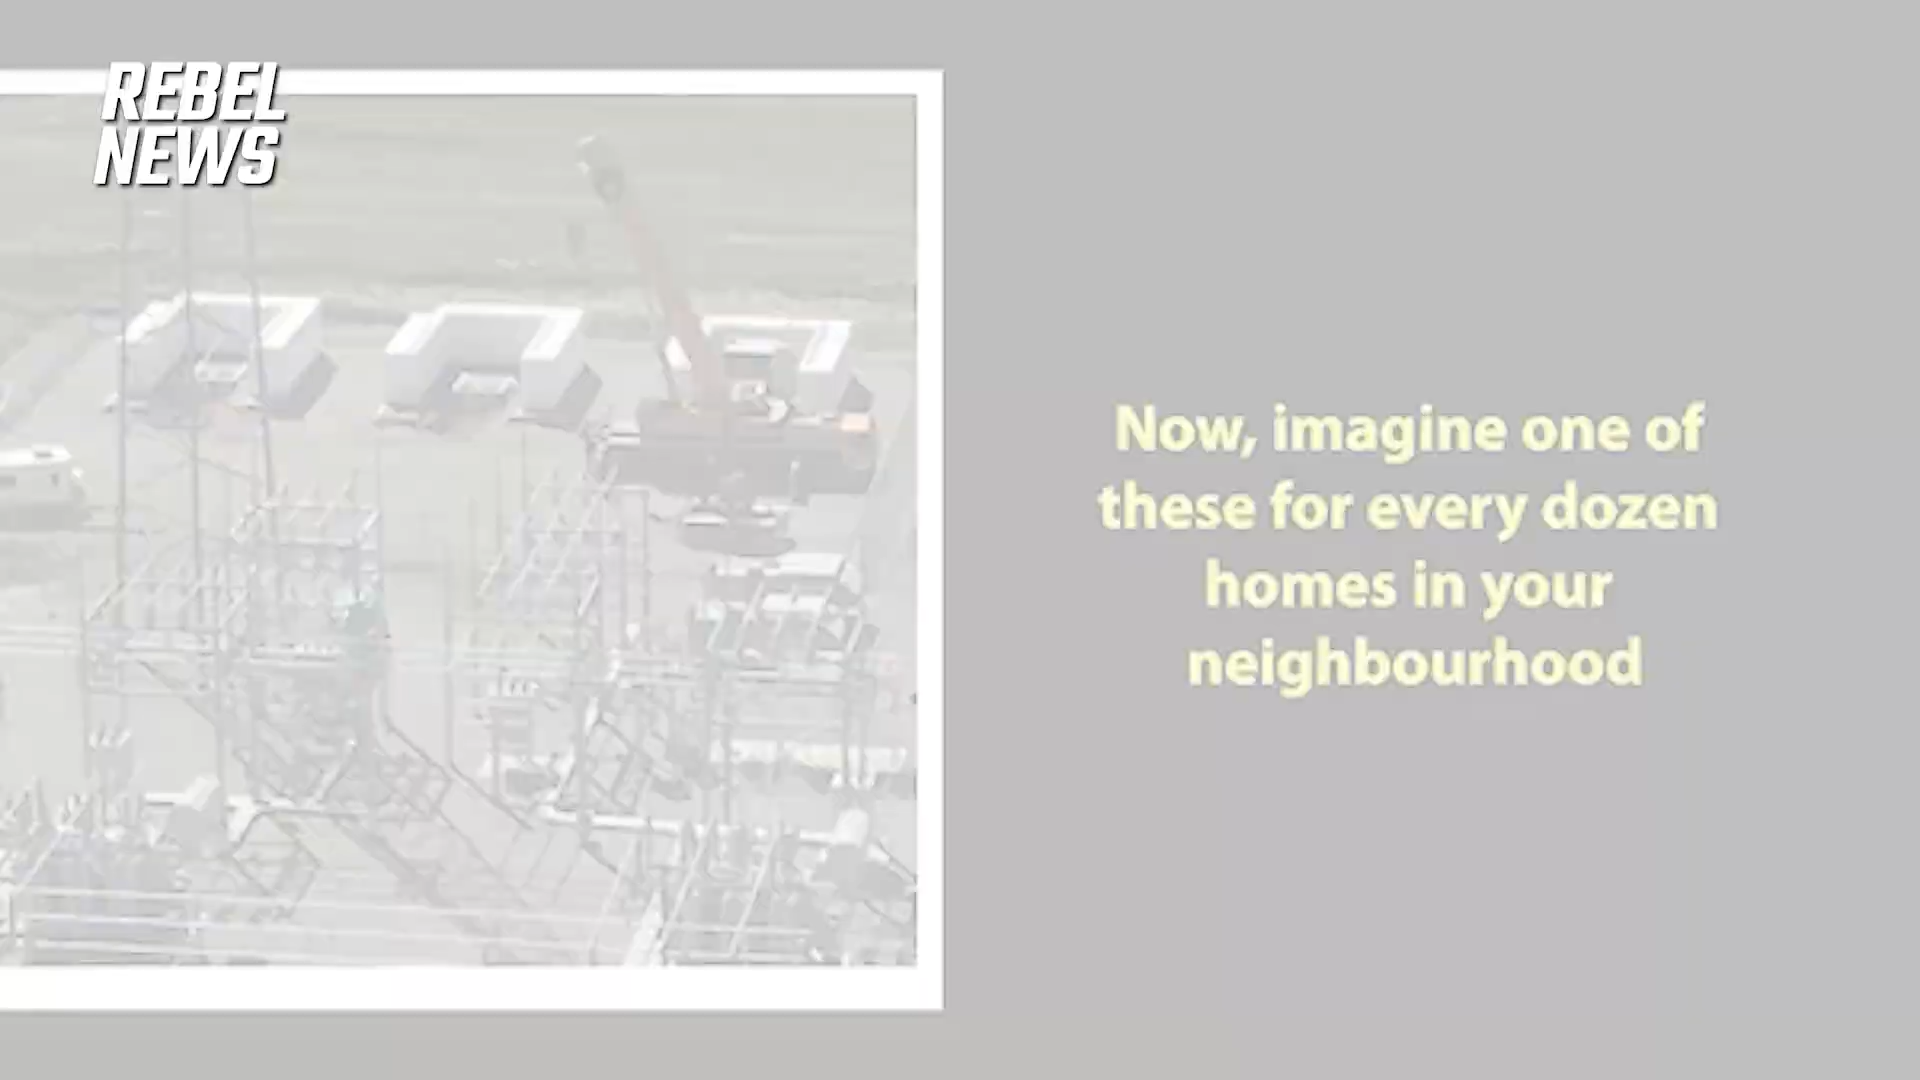 REBEL
NEWS
Now, imagine one of
these for every dozen
homes in your
neighbourhood